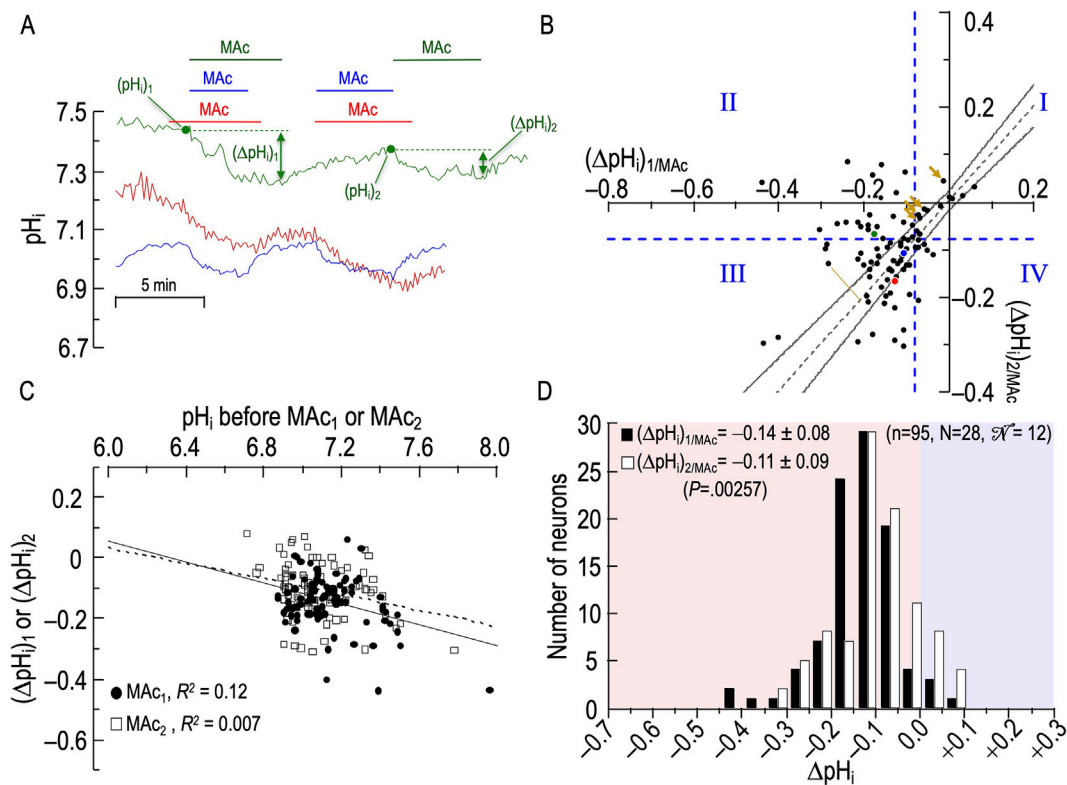 A
MAc
MAc
MAc
MAc
MAc
MAc
(pHi)1
(ΔpHi)1
(pHi)2
(ΔpHi)2
pHi
7.5
7.3
7.1
6.9
6.7
5 min
B
II
I
III
IV
(ΔpHi)1/MAc
−0.8
−0.6
−0.4
−0.2
0.2
0.4
0.2
−0.2
−0.4
(ΔpHi)2/MAc
C
pHi before MAc1 or MAc2
6.0 6.4 6.8 7.2 7.6 8.0
(ΔpHi)1 or (ΔpHi)2
0.2
0
−0.2
−0.4
−0.6
MAc1, R² = 0.12
MAc2 , R² = 0.007
D
(ΔpHi)1/MAc= −0.14 ± 0.08
(ΔpHi)2/MAc= −0.11 ± 0.09
(P=.00257)
(n=95, N=28, 𝒩 = 12)
Number of neurons
30
25
20
15
10
5
0
−0.7 −0.5 −0.4 −0.3 −0.2 −0.1 0.0 +0.1 +0.2 +0.3
ΔpHi